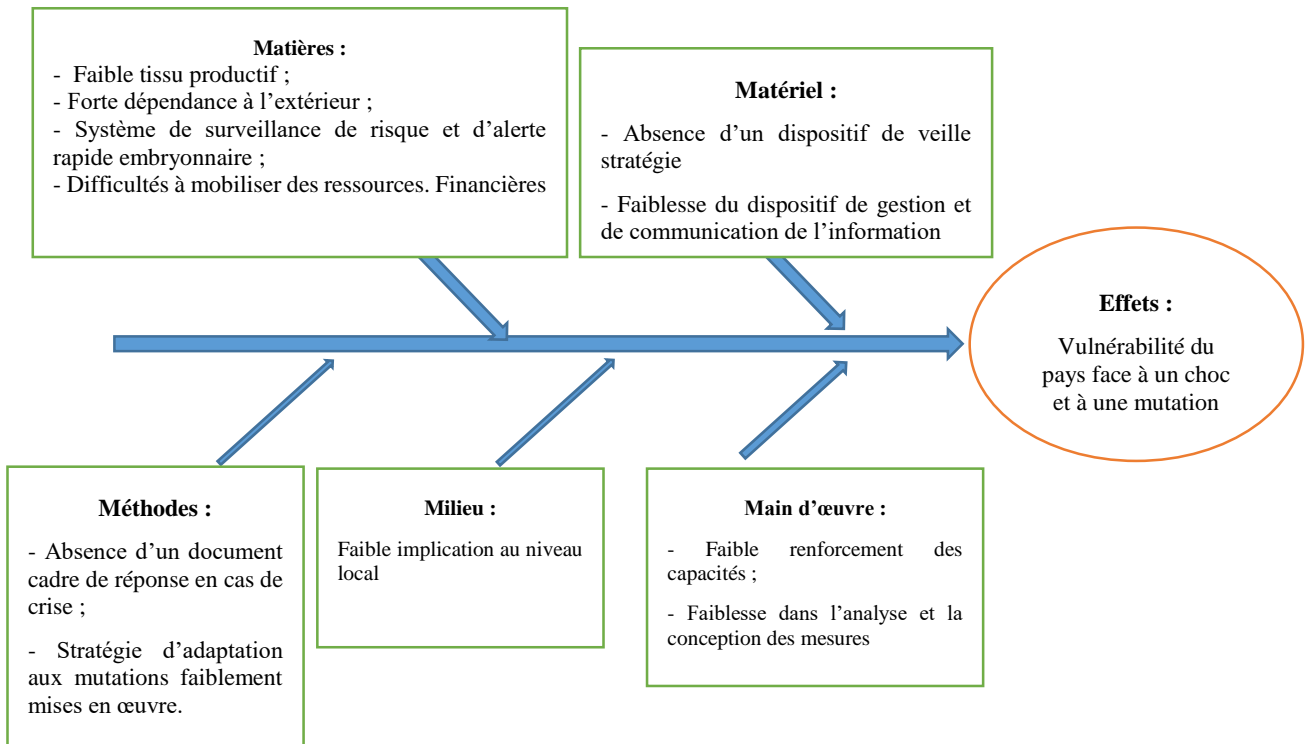 Matières :
- Faible tissu productif ;
- Forte dépendance à l’extérieur ;
- Système de surveillance de risque et d’alerte
rapide embryonnaire ;
- Difficultés à mobiliser des ressources. Financières
Matériel :
- Absence d’un dispositif de veille
stratégie
- Faiblesse du dispositif de gestion et
de communication de l’information
Effets :
Vulnérabilité du
pays face à un choc
et à une mutation
Méthodes :
- Absence d’un document
cadre de réponse en cas de
crise ;
- Stratégie d’adaptation
aux mutations faiblement
mises en œuvre.
Milieu :
Faible implication au niveau
local
Main d’œuvre :
- Faible renforcement des
capacités ;
- Faiblesse dans l’analyse et la
conception des mesures